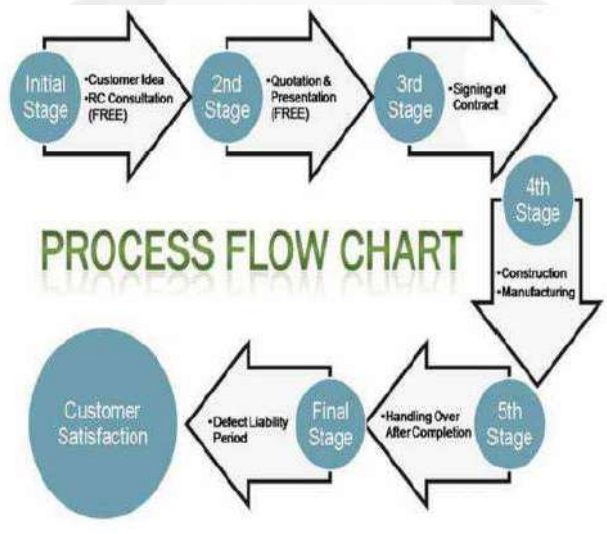 Initial
Stage
•Customer Idea
•RC Consultation
(FREE)
2nd
Stage
•Quotation &
Presentation
(FREE)
3rd
Stage
•Signing of
Contract
4th
Stage
•Construction
•Manufacturing
PROCESS FLOW CHART
5th
Stage
•Handling Over
After Completion
Final
Stage
•Defect Liability
Period
Customer
Satisfaction